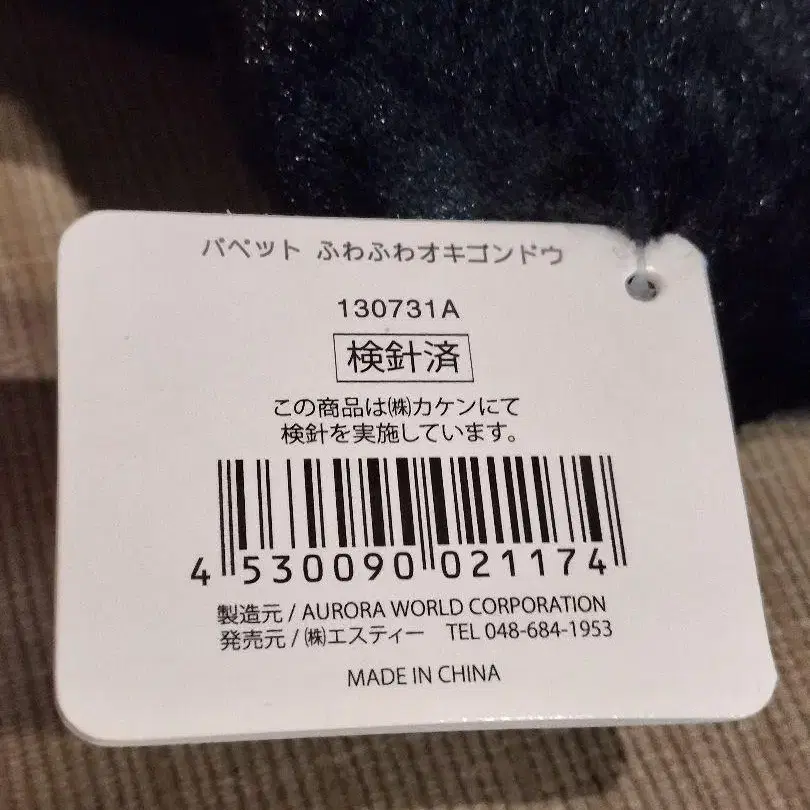 パペット ふわふわオキゴンドウ
130731A
検針済
この商品は㈱カケンにて
検針を実施しています。
4 530090 021174
製造元 / AURORA WORLD CORPORATION
発売元 / ㈱エスティー TEL 048-684-1953
MADE IN CHINA